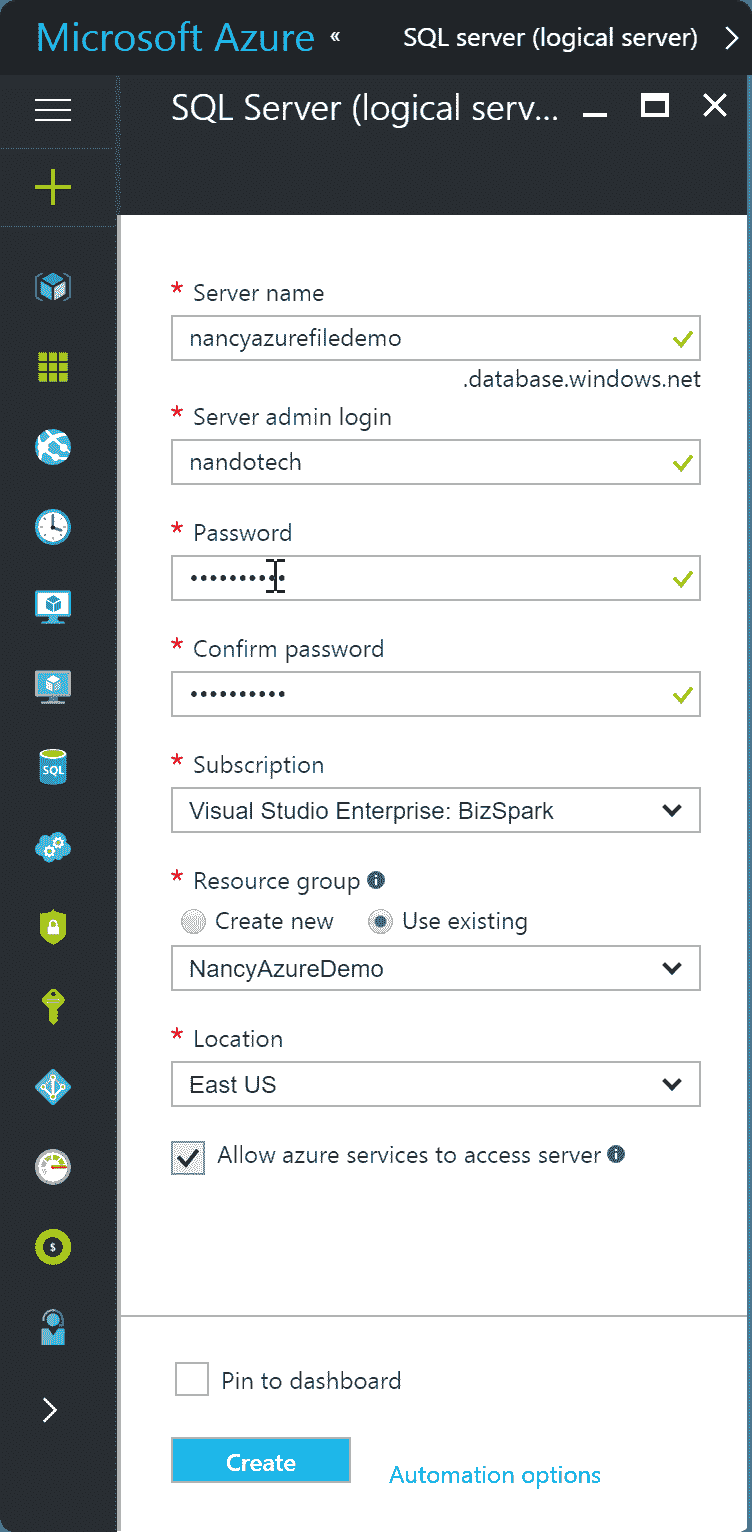 Microsoft Azure « SQL server (logical server)
SQL Server (logical serv...
* Server name
nancyazurefiledemo
.database.windows.net
* Server admin login
nandotech
* Password
••••••••••
* Confirm password
••••••••••
* Subscription
Visual Studio Enterprise: BizSpark
SQL
* Resource group
Create new Use existing
NancyAzureDemo
* Location
East US
Allow azure services to access server
$
Pin to dashboard
Create Automation options